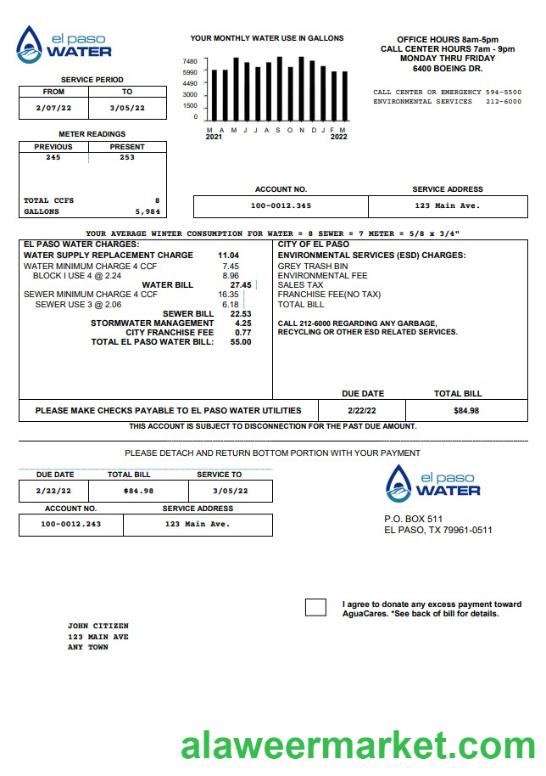 el paso
WATER
YOUR MONTHLY WATER USE IN GALLONS
7480
5990
4490
3000
1500
0
M A M J J A S O N D J F M
2021 2022
OFFICE HOURS 8am-5pm
CALL CENTER HOURS 7am - 9pm
MONDAY THRU FRIDAY
6400 BOEING DR.
CALL CENTER OR EMERGENCY 594-5500
ENVIRONMENTAL SERVICES 212-6000
SERVICE PERIOD
FROM TO
2/07/22 3/05/22
METER READINGS
PREVIOUS PRESENT
245 253
TOTAL CCFS 8
GALLONS 5,984
ACCOUNT NO. SERVICE ADDRESS
100-0012.345 123 Main Ave.
YOUR AVERAGE WINTER CONSUMPTION FOR WATER = 8 SEWER = 7 METER = 5/8 x 3/4"
EL PASO WATER CHARGES:
WATER SUPPLY REPLACEMENT CHARGE 11.04
WATER MINIMUM CHARGE 4 CCF 7.45
BLOCK I USE 4 @ 2.24 8.96
WATER BILL 27.45
SEWER MINIMUM CHARGE 4 CCF 16.35
SEWER USE 3 @ 2.06 6.18
SEWER BILL 22.53
STORMWATER MANAGEMENT 4.25
CITY FRANCHISE FEE 0.77
TOTAL EL PASO WATER BILL: 55.00
CITY OF EL PASO
ENVIRONMENTAL SERVICES (ESD) CHARGES:
GREY TRASH BIN
ENVIRONMENTAL FEE
SALES TAX
FRANCHISE FEE(NO TAX)
TOTAL BILL
CALL 212-6000 REGARDING ANY GARBAGE,
RECYCLING OR OTHER ESD RELATED SERVICES.
DUE DATE TOTAL BILL
PLEASE MAKE CHECKS PAYABLE TO EL PASO WATER UTILITIES 2/22/22 $84.98
THIS ACCOUNT IS SUBJECT TO DISCONNECTION FOR THE PAST DUE AMOUNT.
PLEASE DETACH AND RETURN BOTTOM PORTION WITH YOUR PAYMENT
DUE DATE TOTAL BILL SERVICE TO
2/22/22 $84.98 3/05/22
ACCOUNT NO. SERVICE ADDRESS
100-0012.243 123 Main Ave.
el paso
WATER
P.O. BOX 511
EL PASO, TX 79961-0511
I agree to donate any excess payment toward
AguaCares. *See back of bill for details.
JOHN CITIZEN
123 MAIN AVE
ANY TOWN
alaweermarket.com